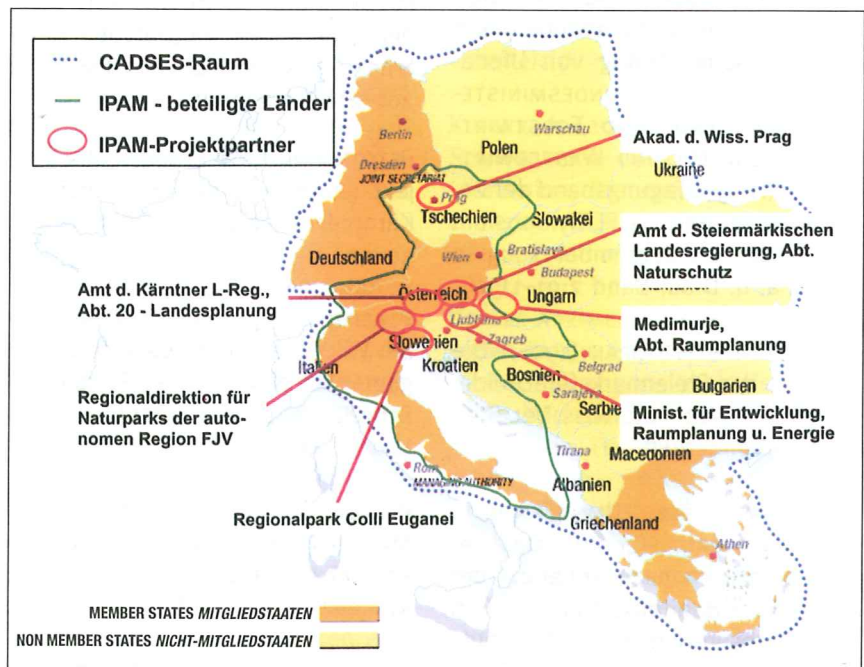 CADSES-Raum
IPAM - beteiligte Länder
IPAM-Projektpartner
Berlin
Warschau
Polen
Akad. d. Wiss. Prag
Dresden
JOINT SECRETARIAT
Ukraine
Prag
Tschechien
Slowakei
Amt d. Steiermärkischen
Landesregierung, Abt.
Naturschutz
Deutschland
Wien
Bratislava
Budapest
Amt d. Kärntner L-Reg.,
Abt. 20 - Landesplanung
Österreich
Ungarn
Ljubljana
Medimurje,
Abt. Raumplanung
Slowenien
Zagreb
Italien
Kroatien
Bosnien
Belgrad
Bulgarien
Regionaldirektion für
Naturparks der auto-
nomen Region FJV
Sarajeva
Serbie
Minist. für Entwicklung,
Raumplanung u. Energie
Tirana
Macedonien
Rom
MANAGING AUTHORITY
Albanien
Regionalpark Colli Euganei
Griechenland
Athen
MEMBER STATES MITGLIEDSTAATEN
NON MEMBER STATES NICHT-MITGLIEDSTAATEN